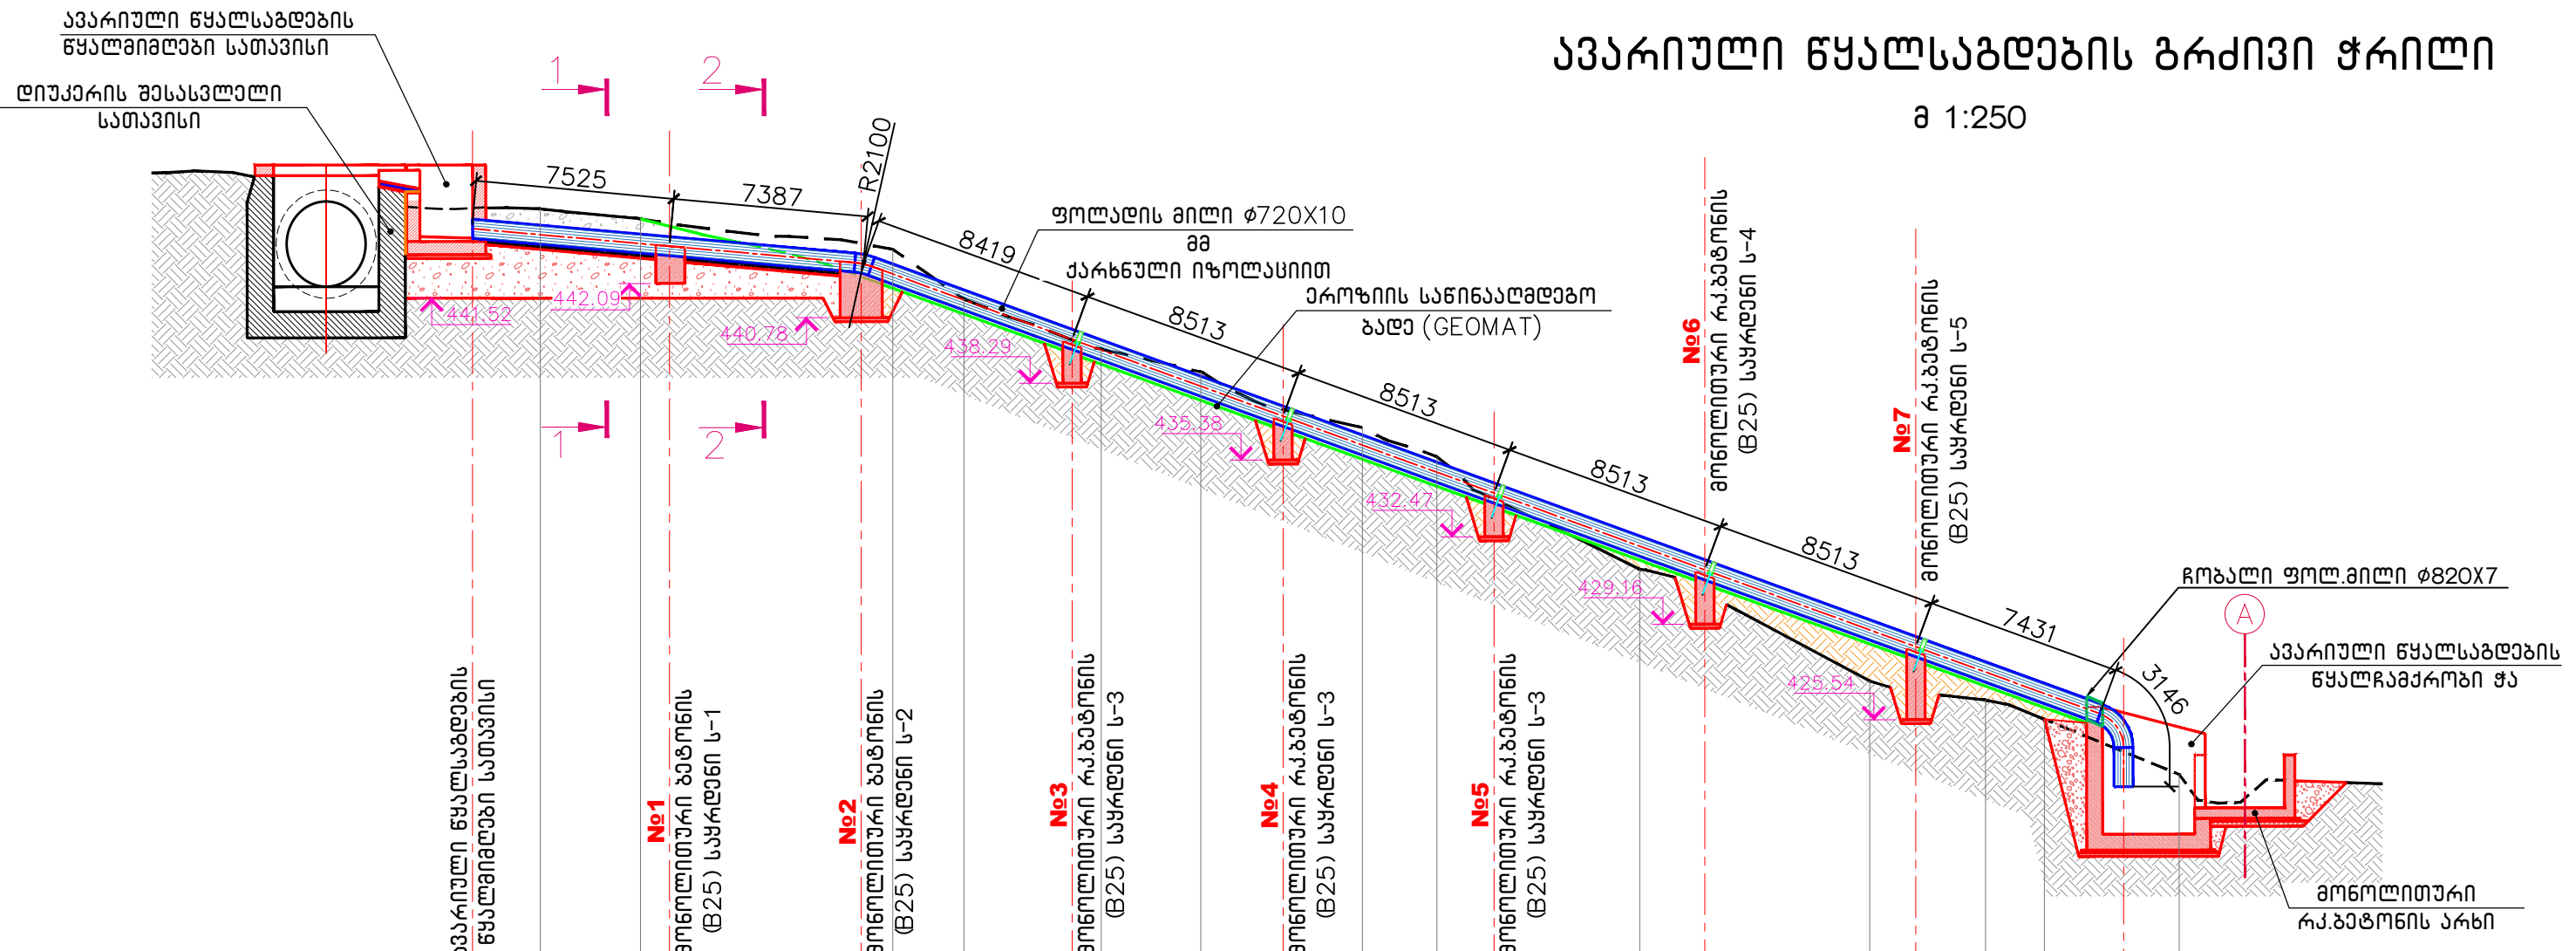 ავარიული წყალსაგდების გრძივი ჭრილი
მ 1:250
ავარიული წყალსაგდების
წყალმიმღები სათავისი
დიუკერის შესასვლელი
სათავისი
1
2
1
2
7525
7387
R2100
8419
8513
8513
8513
8513
7431
3146
ფოლადის მილი ⌀720X10
მმ
ქარხნული იზოლაციით
ეროზიის საწინააღმდეგო
ბადე (GEOMAT)
441.52
442.09
440.78
438.29
435.38
432.47
429.16
425.54
ავარიული წყალსაგდების
წყალმიმღები სათავისი
№1
მონოლითური ბეტონის
(B25) საყრდენი ს-1
№2
მონოლითური ბეტონის
(B25) საყრდენი ს-2
№3
მონოლითური რკ.ბეტონის
(B25) საყრდენი ს-3
№4
მონოლითური რკ.ბეტონის
(B25) საყრდენი ს-3
№5
მონოლითური რკ.ბეტონის
(B25) საყრდენი ს-3
№6
მონოლითური რკ.ბეტონის
(B25) საყრდენი ს-4
№7
მონოლითური რკ.ბეტონის
(B25) საყრდენი ს-5
ჩობალი ფოლ.მილი ⌀820X7
A
ავარიული წყალსაგდების
წყალჩამქრობი ჭა
მონოლითური
რკ.ბეტონის არხი